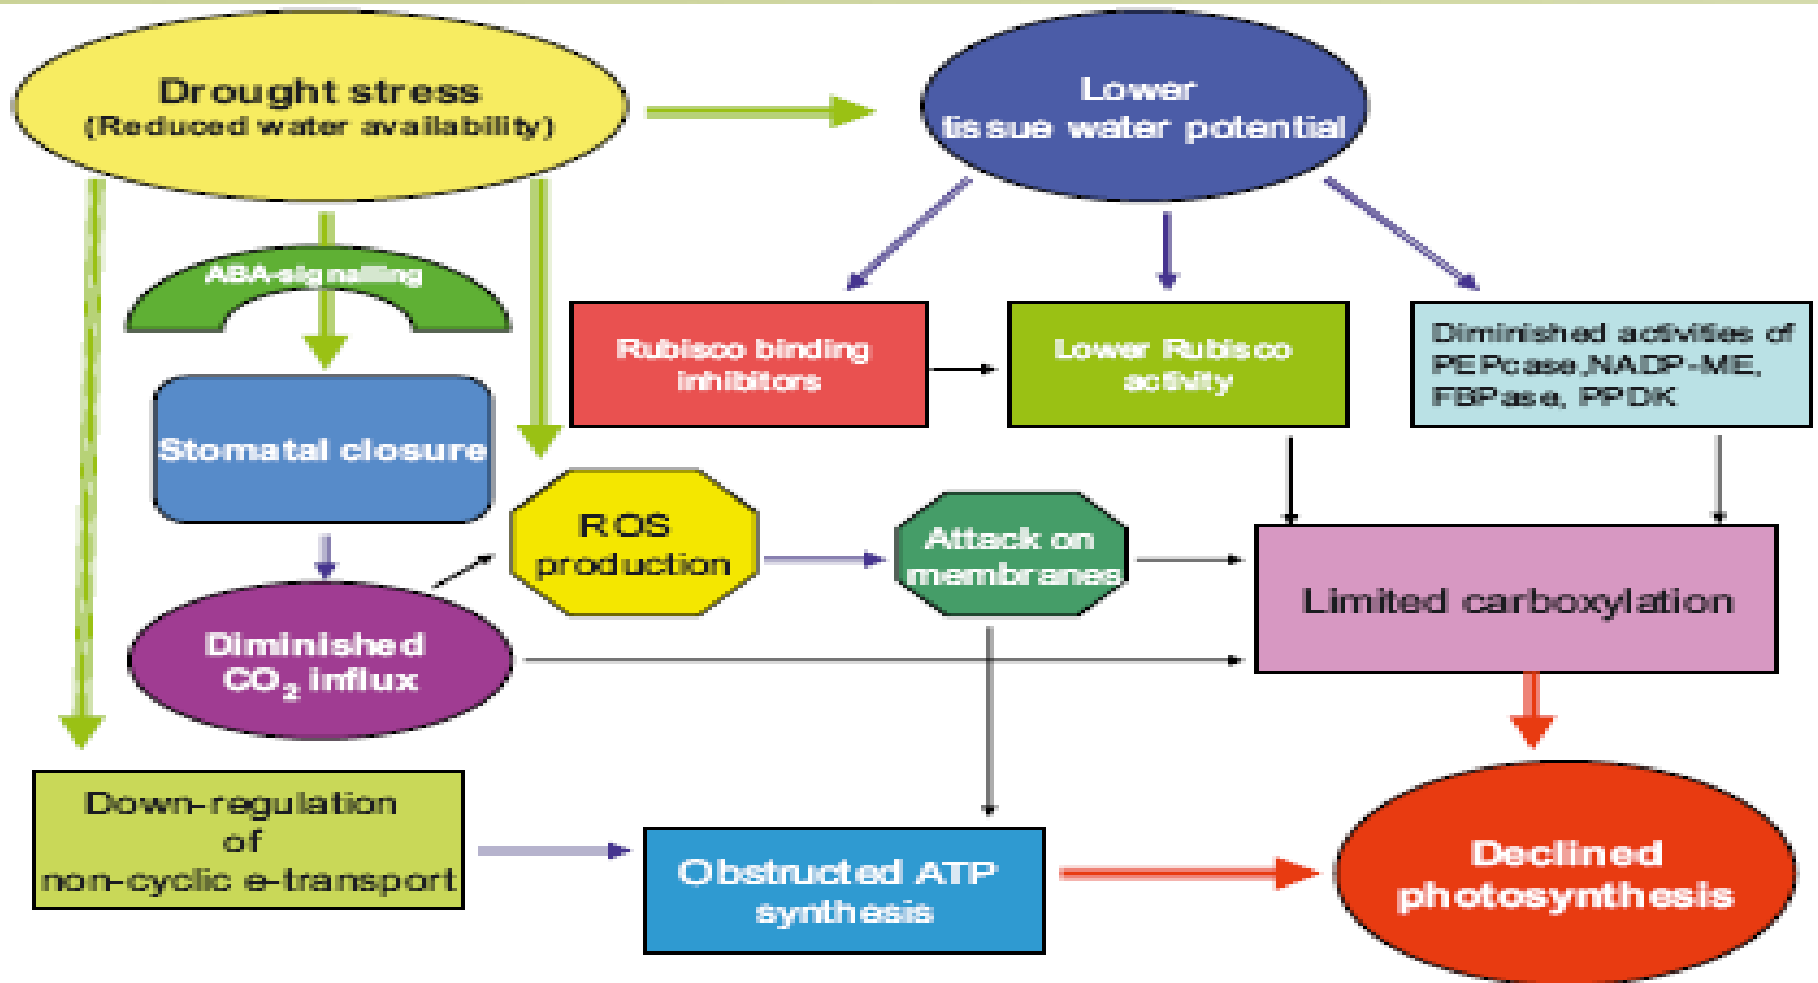 Drought stress
(Reduced water availability)
Lower
tissue water potential
ABA-signalling
Rubisco binding
inhibitors
Lower Rubisco
activity
Diminished activities of
PEPcase,NADP-ME,
FBPase, PPDK
Stomatal closure
ROS
production
Attack on
membranes
Limited carboxylation
Diminished
CO₂ influx
Down-regulation
of
non-cyclic e-transport
Obstructed ATP
synthesis
Declined
photosynthesis